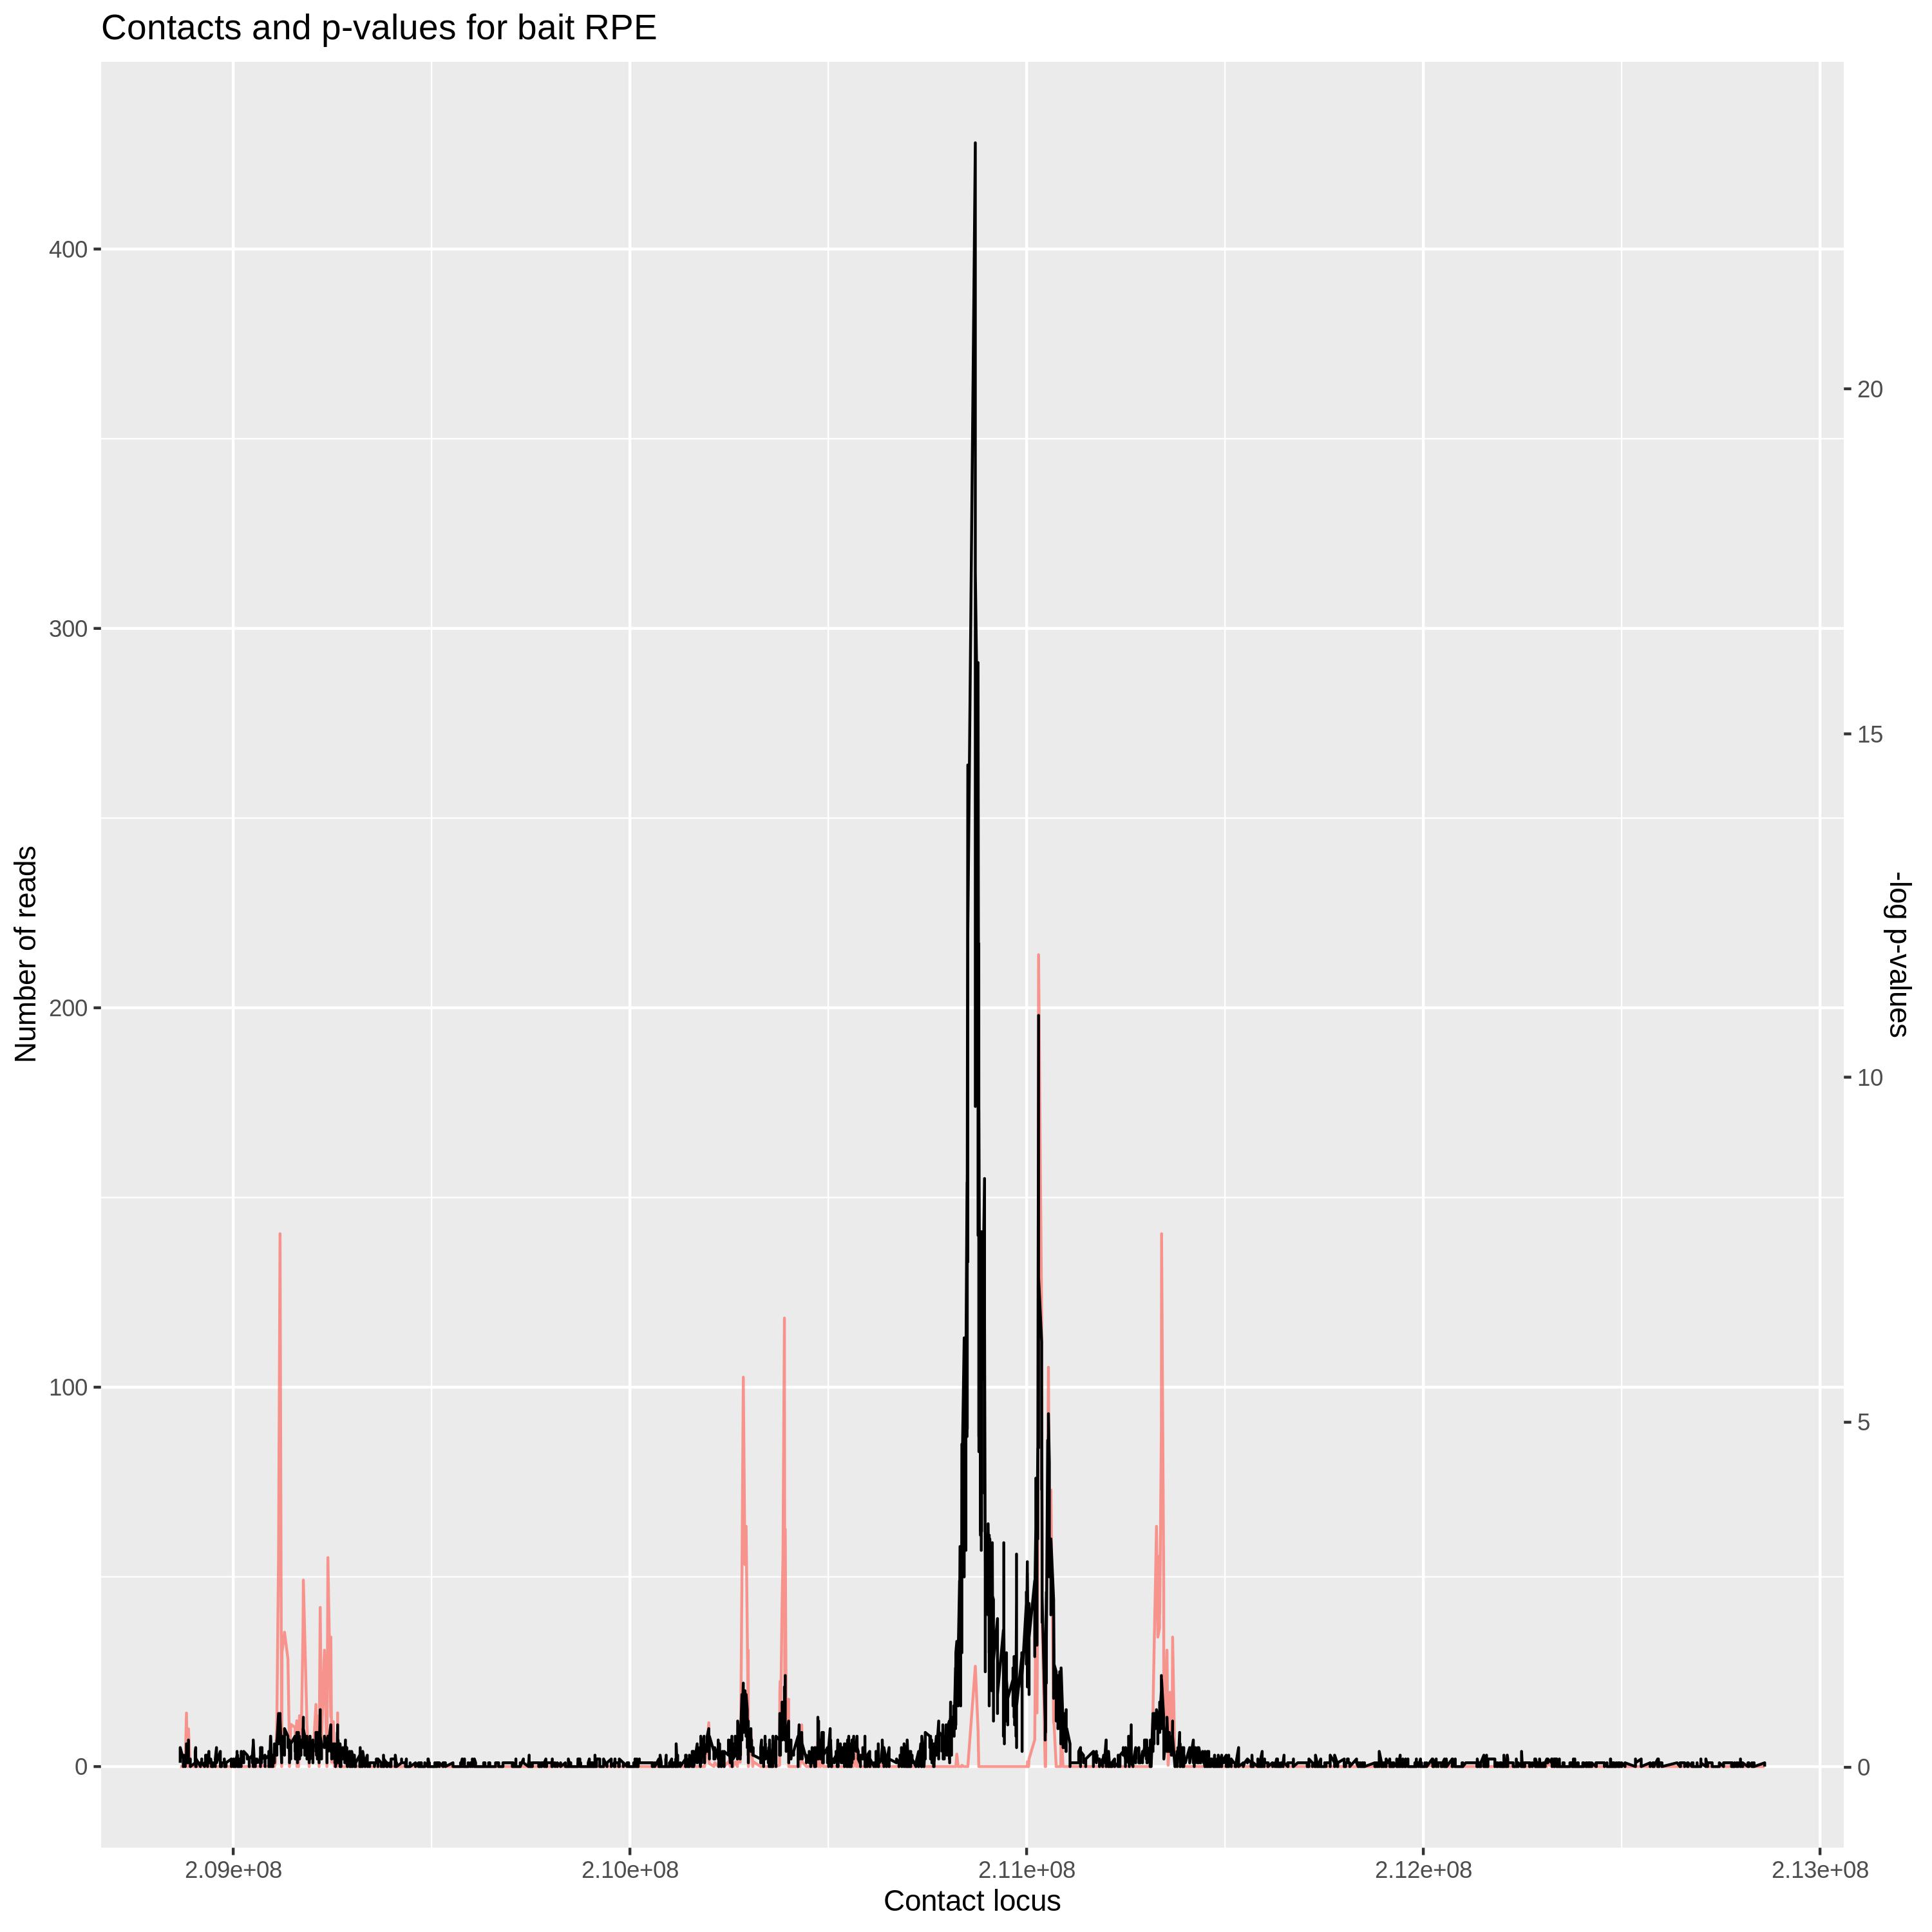 Contacts and p-values for bait RPE
Number of reads
400
300
200
100
0
20
15
10
5
0
-log p-values
2.09e+08
2.10e+08
2.11e+08
2.12e+08
2.13e+08
Contact locus